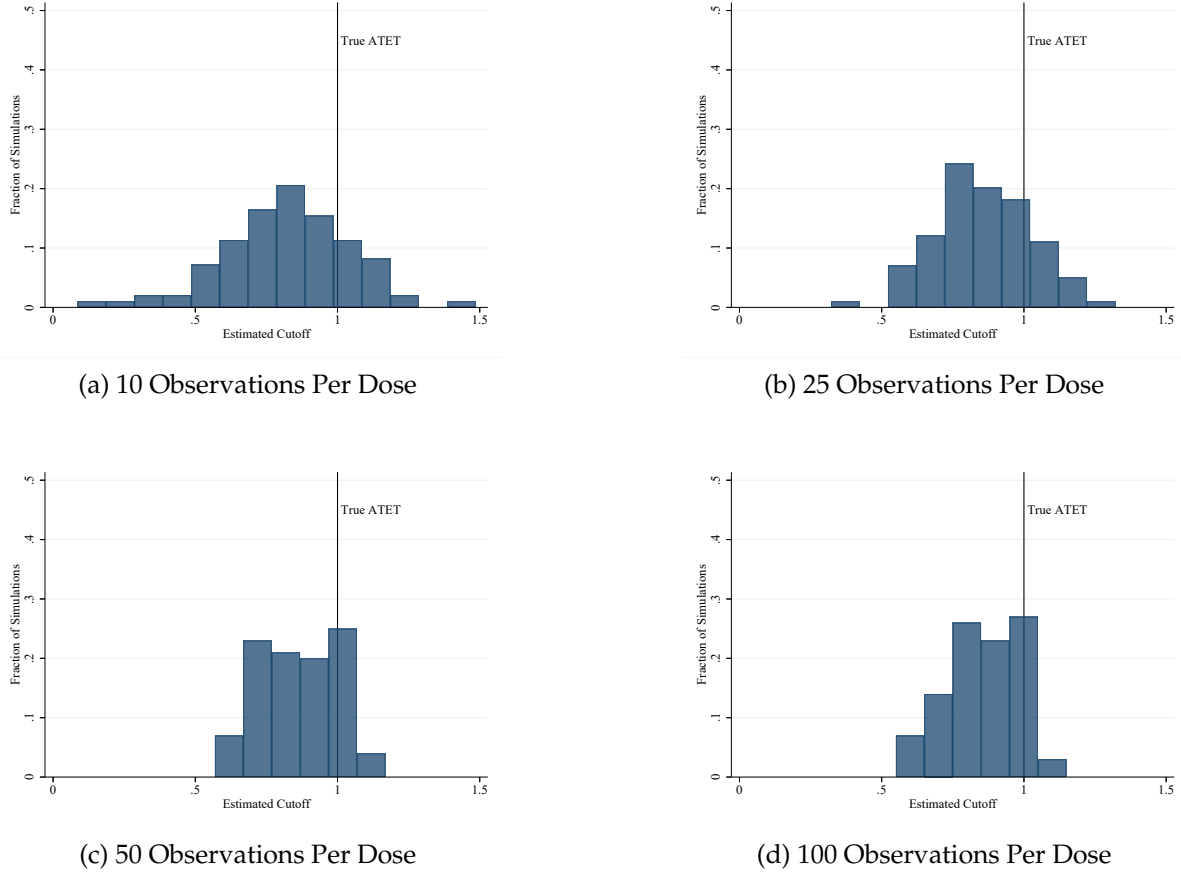 .5
.4
.3
.2
.1
0
Fraction of Simulations
True ATET
0
.5
1
1.5
Estimated Cutoff
(a) 10 Observations Per Dose
.5
.4
.3
.2
.1
0
Fraction of Simulations
True ATET
0
.5
1
1.5
Estimated Cutoff
(b) 25 Observations Per Dose
.5
.4
.3
.2
.1
0
Fraction of Simulations
True ATET
0
.5
1
1.5
Estimated Cutoff
(c) 50 Observations Per Dose
.5
.4
.3
.2
.1
0
Fraction of Simulations
True ATET
0
.5
1
1.5
Estimated Cutoff
(d) 100 Observations Per Dose